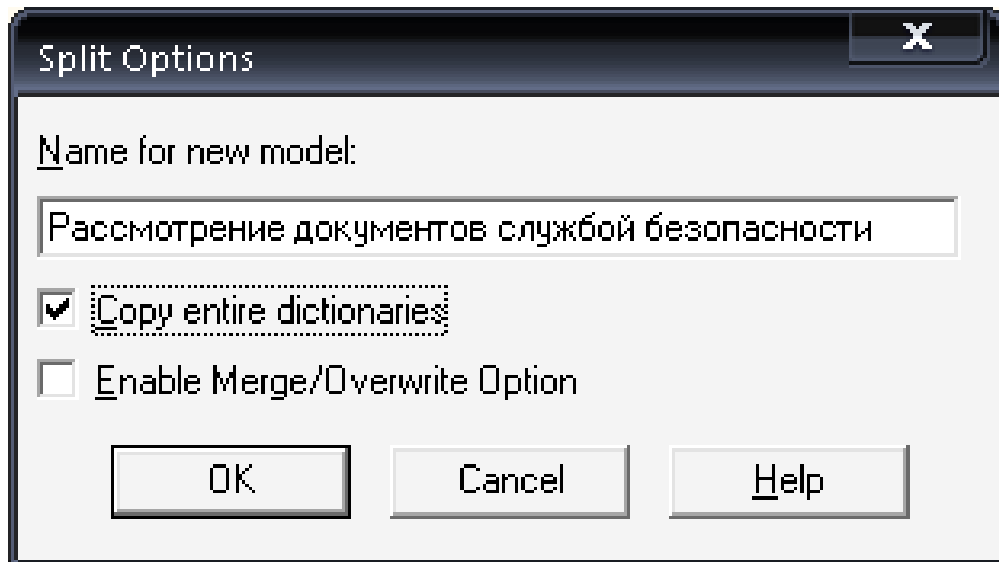 Split Options
Name for new model:
Рассмотрение документов службой безопасности
Copy entire dictionaries
Enable Merge/Overwrite Option
OK Cancel Help